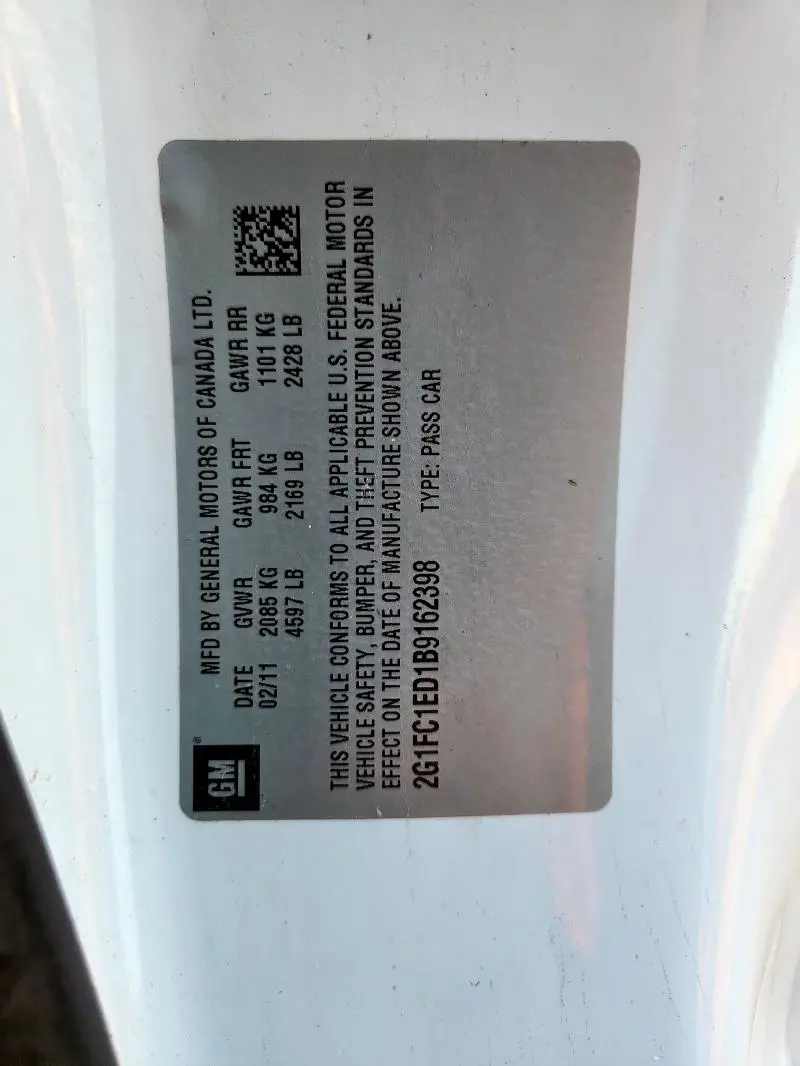 GM ®
MFD BY GENERAL MOTORS OF CANADA LTD.
DATE GVWR GAWR FRT GAWR RR
02/11 2085 KG 984 KG 1101 KG
4597 LB 2169 LB 2428 LB
THIS VEHICLE CONFORMS TO ALL APPLICABLE U.S. FEDERAL MOTOR
VEHICLE SAFETY, BUMPER, AND THEFT PREVENTION STANDARDS IN
EFFECT ON THE DATE OF MANUFACTURE SHOWN ABOVE.
2G1FC1ED1B9162398 TYPE: PASS CAR